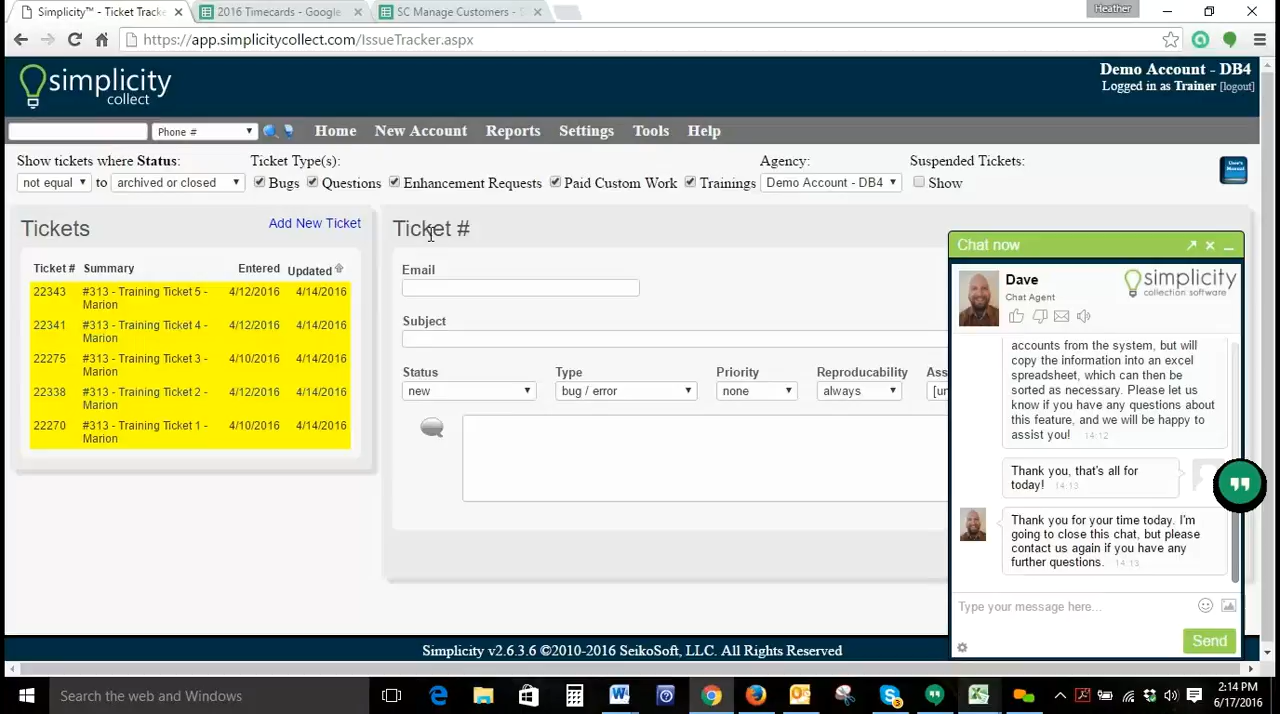 Simplicity™ - Ticket Tracke
2016 Timecards - Google
SC Manage Customers - S
Heather
https://app.simplicitycollect.com/IssueTracker.aspx
simplicity
collect
Demo Account - DB4
Logged in as Trainer [logout]
Phone #
Home
New Account
Reports
Settings
Tools
Help
Show tickets where Status:
Ticket Type(s):
Agency:
Suspended Tickets:
not equal
to
archived or closed
Bugs
Questions
Enhancement Requests
Paid Custom Work
Trainings
Demo Account - DB4
Show
User's
Manual
Tickets
Add New Ticket
Ticket # Summary Entered Updated
22343 #313 - Training Ticket 5 - 4/12/2016 4/14/2016
Marion
22341 #313 - Training Ticket 4 - 4/12/2016 4/14/2016
Marion
22275 #313 - Training Ticket 3 - 4/10/2016 4/14/2016
Marion
22338 #313 - Training Ticket 2 - 4/12/2016 4/14/2016
Marion
22270 #313 - Training Ticket 1 - 4/10/2016 4/14/2016
Marion
Ticket #
Email
Subject
Status Type Priority Reproducability Ass
new bug / error none always [un
Chat now
Dave
Chat Agent
simplicity
collection software
accounts from the system, but will
copy the information into an excel
spreadsheet, which can then be
sorted as necessary. Please let us
know if you have any questions about
this feature, and we will be happy to
assist you! 14:12
Thank you, that's all for
today! 14:13
Thank you for your time today. I'm
going to close this chat, but please
contact us again if you have any
further questions. 14:13
Type your message here...
Send
Simplicity v2.6.3.6 ©2010-2016 SeikoSoft, LLC. All Rights Reserved
Search the web and Windows
3
2:14 PM
6/17/2016